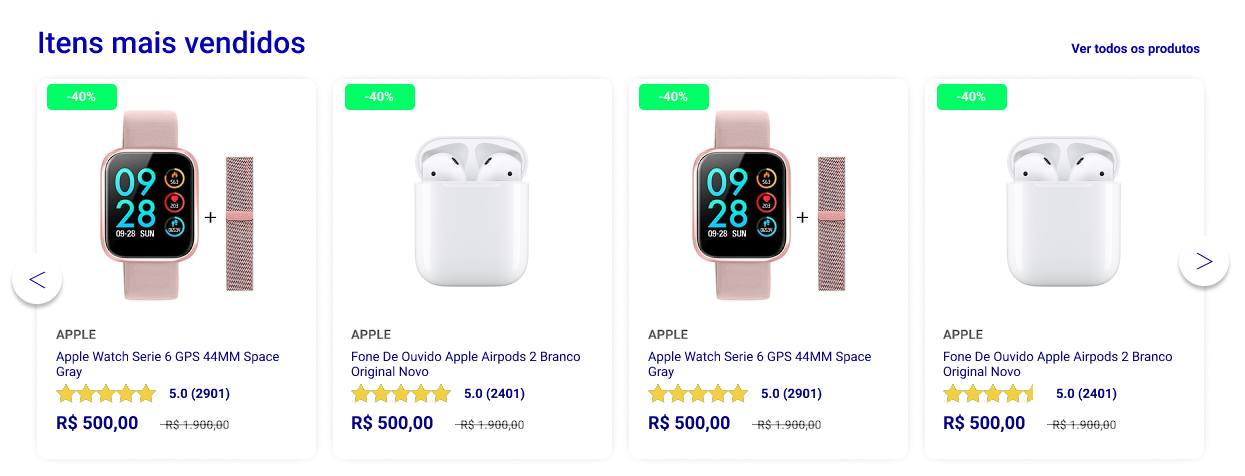 Itens mais vendidos
Ver todos os produtos
-40%
09
28
09-28 SUN
+
APPLE
Apple Watch Serie 6 GPS 44MM Space
Gray
5.0 (2901)
R$ 500,00 R$ 1.900,00
-40%
APPLE
Fone De Ouvido Apple Airpods 2 Branco
Original Novo
5.0 (2401)
R$ 500,00 R$ 1.900,00
-40%
09
28
09-28 SUN
+
APPLE
Apple Watch Serie 6 GPS 44MM Space
Gray
5.0 (2901)
R$ 500,00 R$ 1.900,00
-40%
APPLE
Fone De Ouvido Apple Airpods 2 Branco
Original Novo
5.0 (2401)
R$ 500,00 R$ 1.900,00
<
>